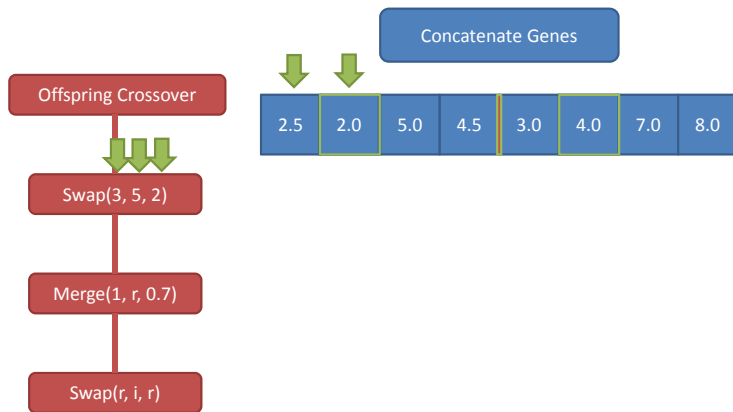 Concatenate Genes
Offspring Crossover
2.5 2.0 5.0 4.5 3.0 4.0 7.0 8.0
Swap(3, 5, 2)
Merge(1, r, 0.7)
Swap(r, i, r)